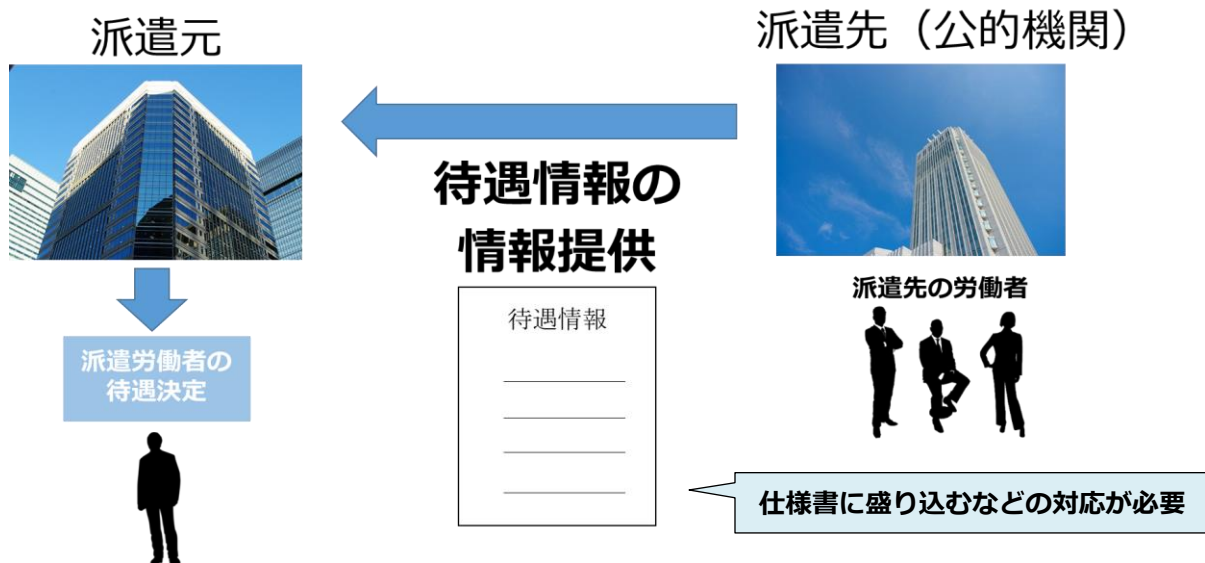 派遣元
派遣先（公的機関）
待遇情報の
情報提供
派遣先の労働者
待遇情報
派遣労働者の
待遇決定
仕様書に盛り込むなどの対応が必要